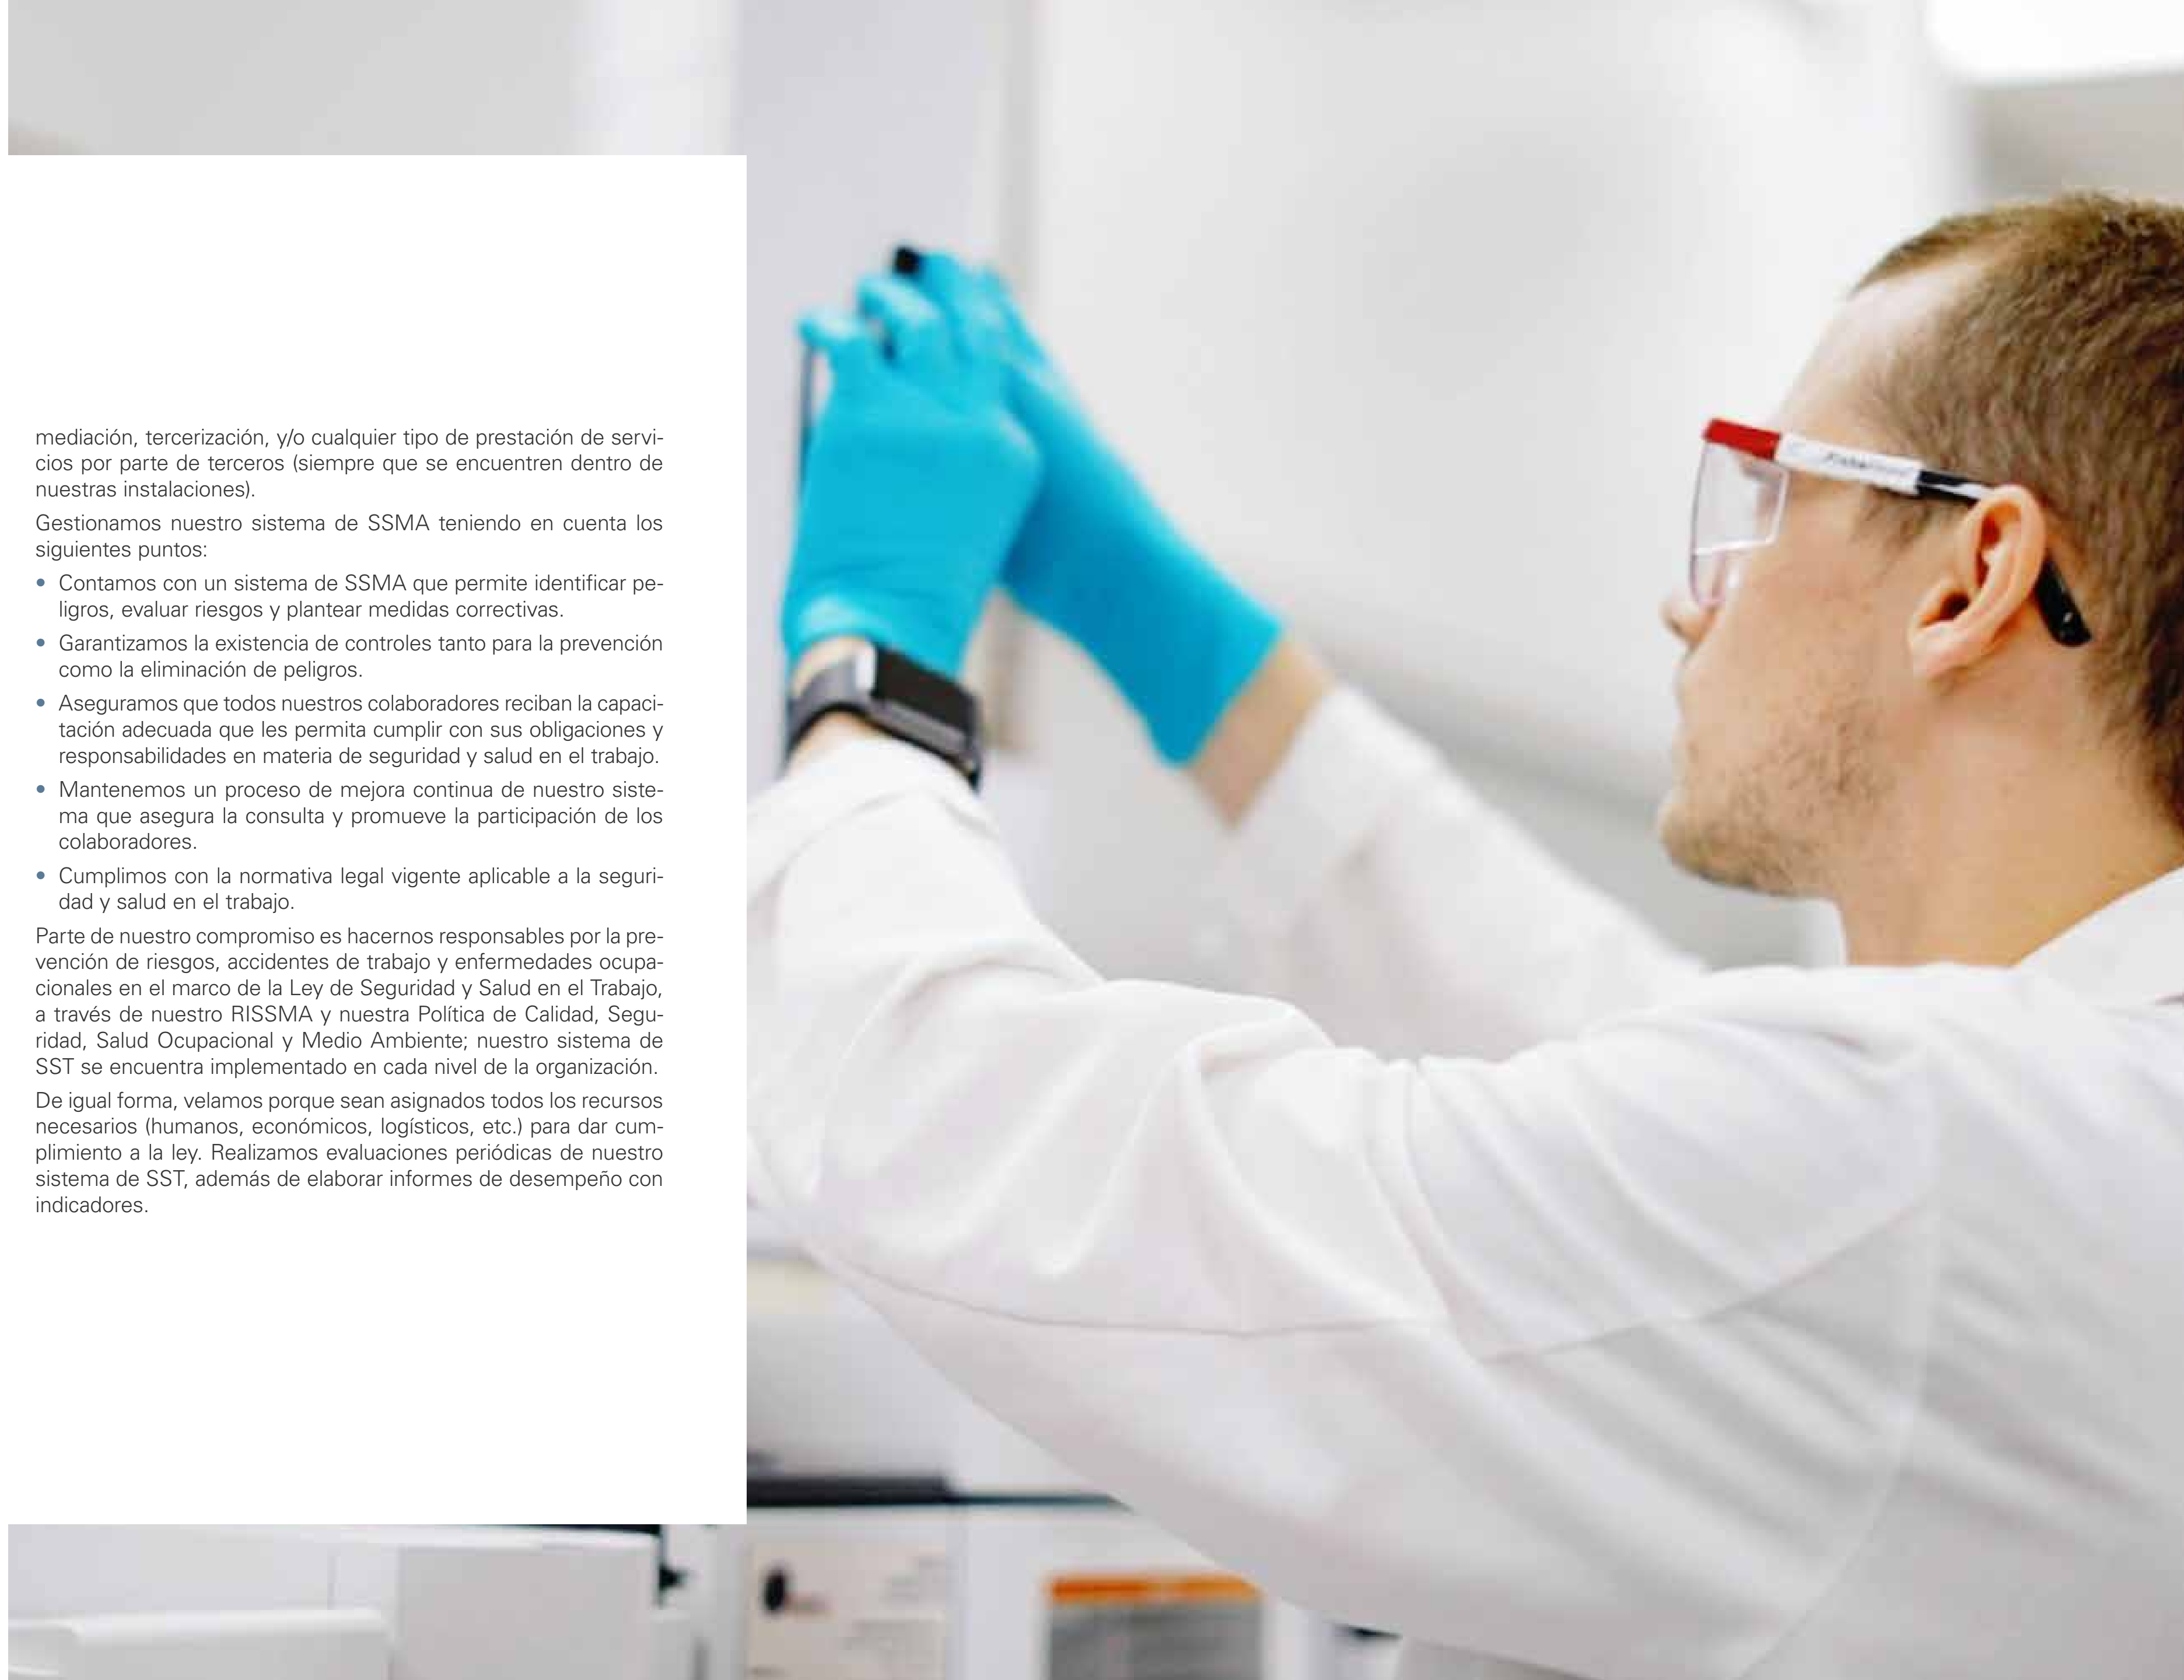 mediación, tercerización, y/o cualquier tipo de prestación de servi-
cios por parte de terceros (siempre que se encuentren dentro de
nuestras instalaciones).
Gestionamos nuestro sistema de SSMA teniendo en cuenta los
siguientes puntos:
• Contamos con un sistema de SSMA que permite identificar pe-
ligros, evaluar riesgos y plantear medidas correctivas.
• Garantizamos la existencia de controles tanto para la prevención
como la eliminación de peligros.
• Aseguramos que todos nuestros colaboradores reciban la capaci-
tación adecuada que les permita cumplir con sus obligaciones y
responsabilidades en materia de seguridad y salud en el trabajo.
• Mantenemos un proceso de mejora continua de nuestro siste-
ma que asegura la consulta y promueve la participación de los
colaboradores.
• Cumplimos con la normativa legal vigente aplicable a la seguri-
dad y salud en el trabajo.
Parte de nuestro compromiso es hacernos responsables por la pre-
vención de riesgos, accidentes de trabajo y enfermedades ocupa-
cionales en el marco de la Ley de Seguridad y Salud en el Trabajo,
a través de nuestro RISSMA y nuestra Política de Calidad, Segu-
ridad, Salud Ocupacional y Medio Ambiente; nuestro sistema de
SST se encuentra implementado en cada nivel de la organización.
De igual forma, velamos porque sean asignados todos los recursos
necesarios (humanos, económicos, logísticos, etc.) para dar cum-
plimiento a la ley. Realizamos evaluaciones periódicas de nuestro
sistema de SST, además de elaborar informes de desempeño con
indicadores.